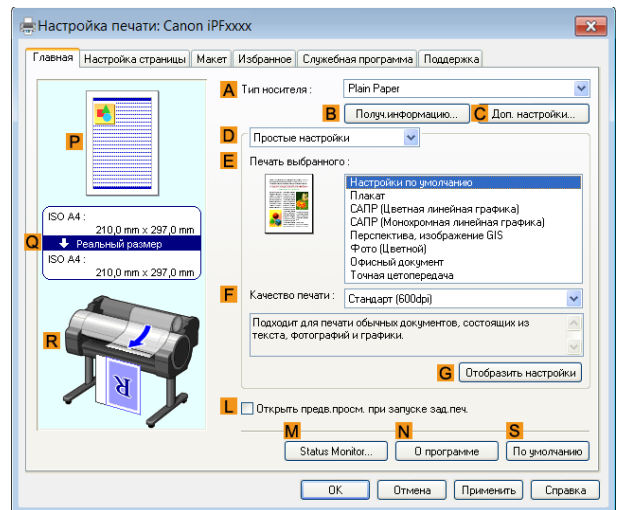 Настройка печати: Canon iPFxxxx
Главная Настройка страницы Макет Избранное Служебная программа Поддержка
A Тип носителя : Plain Paper
B Получ.информацию... C Доп. настройки...
P
D Простые настройки
E Печать выбранного :
Настройки по умолчанию
Плакат
САПР (Цветная линейная графика)
САПР (Монохромная линейная графика)
Перспектива, изображение GIS
Фото (Цветной)
Офисный документ
Точная цетопередача
ISO A4 :
210,0 mm x 297,0 mm
Q Реальный размер
ISO A4 :
210,0 mm x 297,0 mm
F Качество печати : Стандарт (600dpi)
Подходит для печати обычных документов, состоящих из
текста, фотографий и графики.
R
R
G Отобразить настройки
L Открыть предв.просм. при запуске зад.печ.
M N S
Status Monitor... О программе По умолчанию
OK Отмена Применить Справка